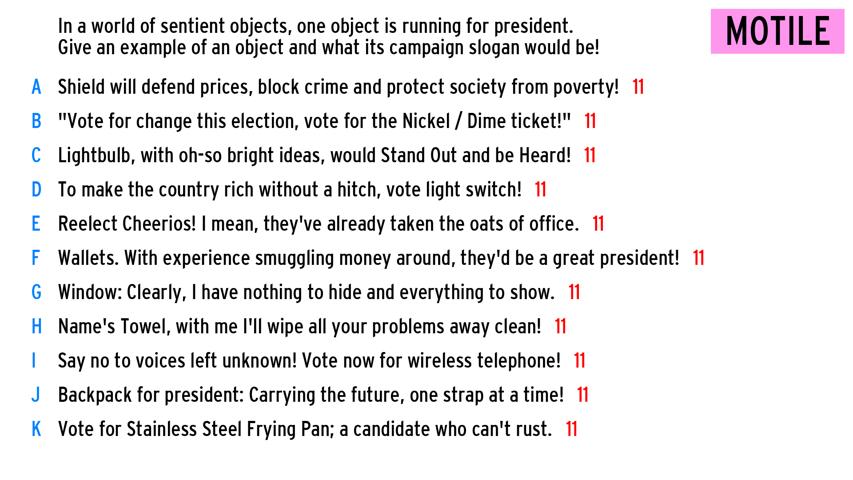 In a world of sentient objects, one object is running for president.
Give an example of an object and what its campaign slogan would be!
MOTILE
A Shield will defend prices, block crime and protect society from poverty! 11
B "Vote for change this election, vote for the Nickel / Dime ticket!" 11
C Lightbulb, with oh-so bright ideas, would Stand Out and be Heard! 11
D To make the country rich without a hitch, vote light switch! 11
E Reelect Cheerios! I mean, they've already taken the oats of office. 11
F Wallets. With experience smuggling money around, they'd be a great president! 11
G Window: Clearly, I have nothing to hide and everything to show. 11
H Name's Towel, with me I'll wipe all your problems away clean! 11
I Say no to voices left unknown! Vote now for wireless telephone! 11
J Backpack for president: Carrying the future, one strap at a time! 11
K Vote for Stainless Steel Frying Pan; a candidate who can't rust. 11